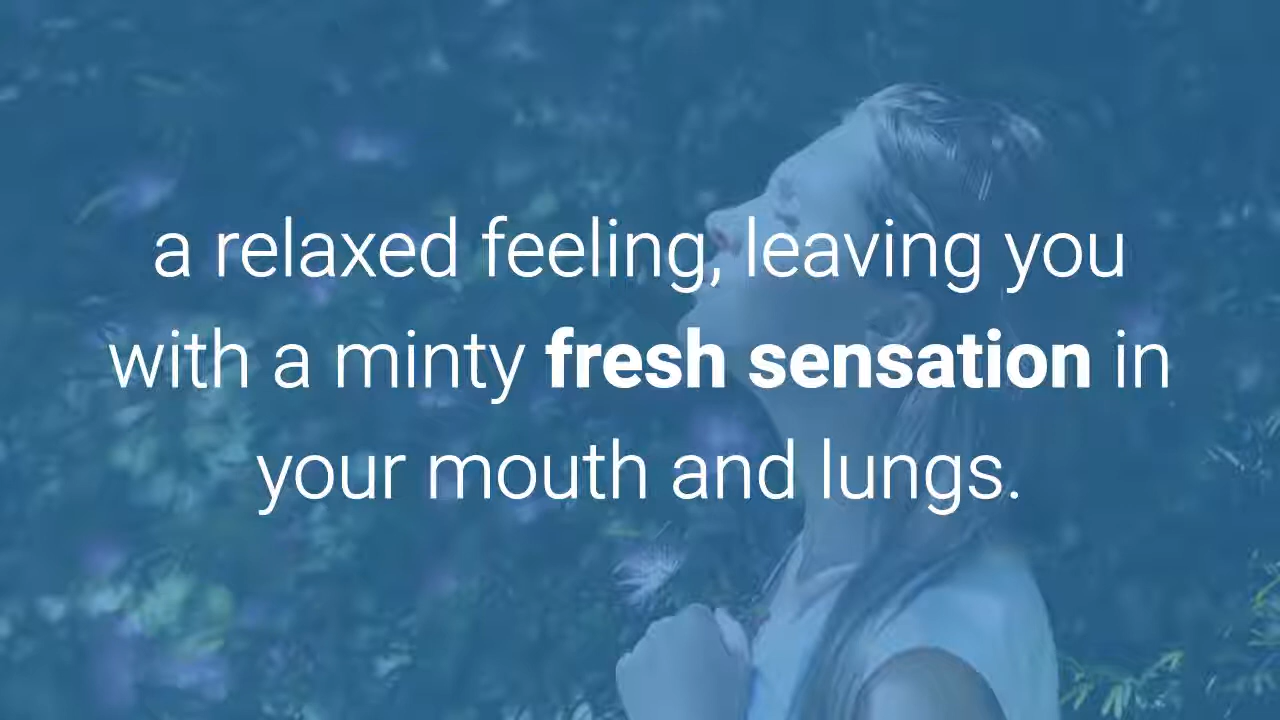 a relaxed feeling, leaving you
with a minty fresh sensation in
your mouth and lungs.